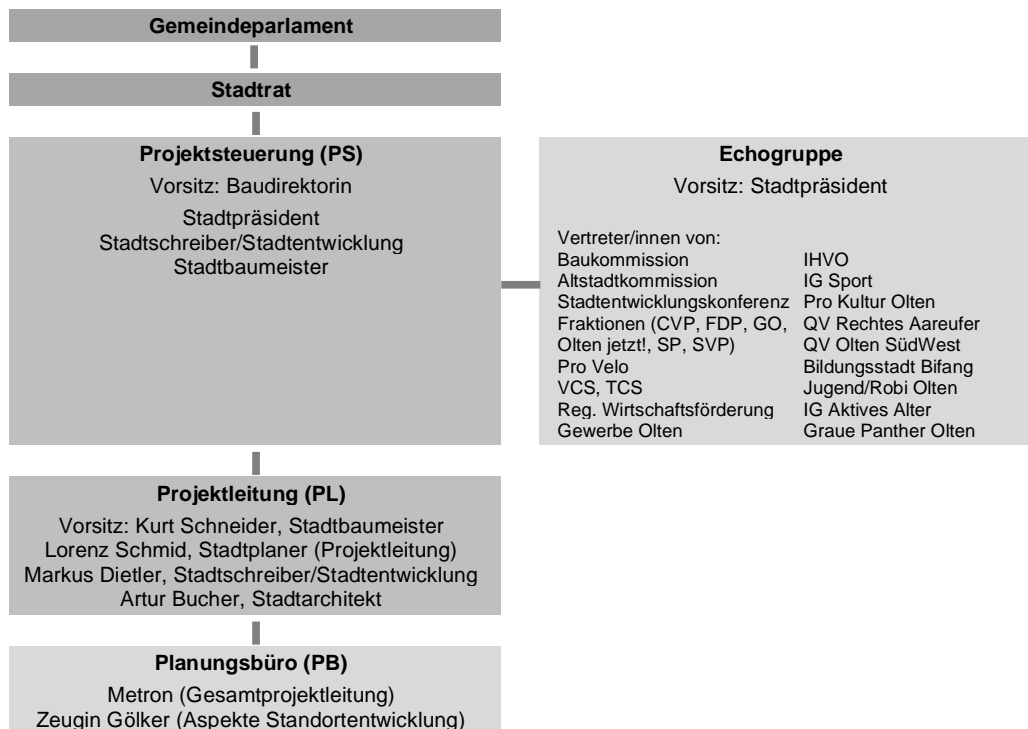 Gemeindeparlament
Stadtrat
Projektsteuerung (PS)
Vorsitz: Baudirektorin
Stadtpräsident
Stadtschreiber/Stadtentwicklung
Stadtbaumeister
Echogruppe
Vorsitz: Stadtpräsident
Vertreter/innen von:
Baukommission
Altstadtkommission
Stadtentwicklungskonferenz
Fraktionen (CVP, FDP, GO,
Olten jetzt!, SP, SVP)
Pro Velo
VCS, TCS
Reg. Wirtschaftsförderung
Gewerbe Olten
IHVO
IG Sport
Pro Kultur Olten
QV Rechtes Aareufer
QV Olten SüdWest
Bildungsstadt Bifang
Jugend/Robi Olten
IG Aktives Alter
Graue Panther Olten
Projektleitung (PL)
Vorsitz: Kurt Schneider, Stadtbaumeister
Lorenz Schmid, Stadtplaner (Projektleitung)
Markus Dietler, Stadtschreiber/Stadtentwicklung
Artur Bucher, Stadtarchitekt
Planungsbüro (PB)
Metron (Gesamtprojektleitung)
Zeugin Gölker (Aspekte Standortentwicklung)